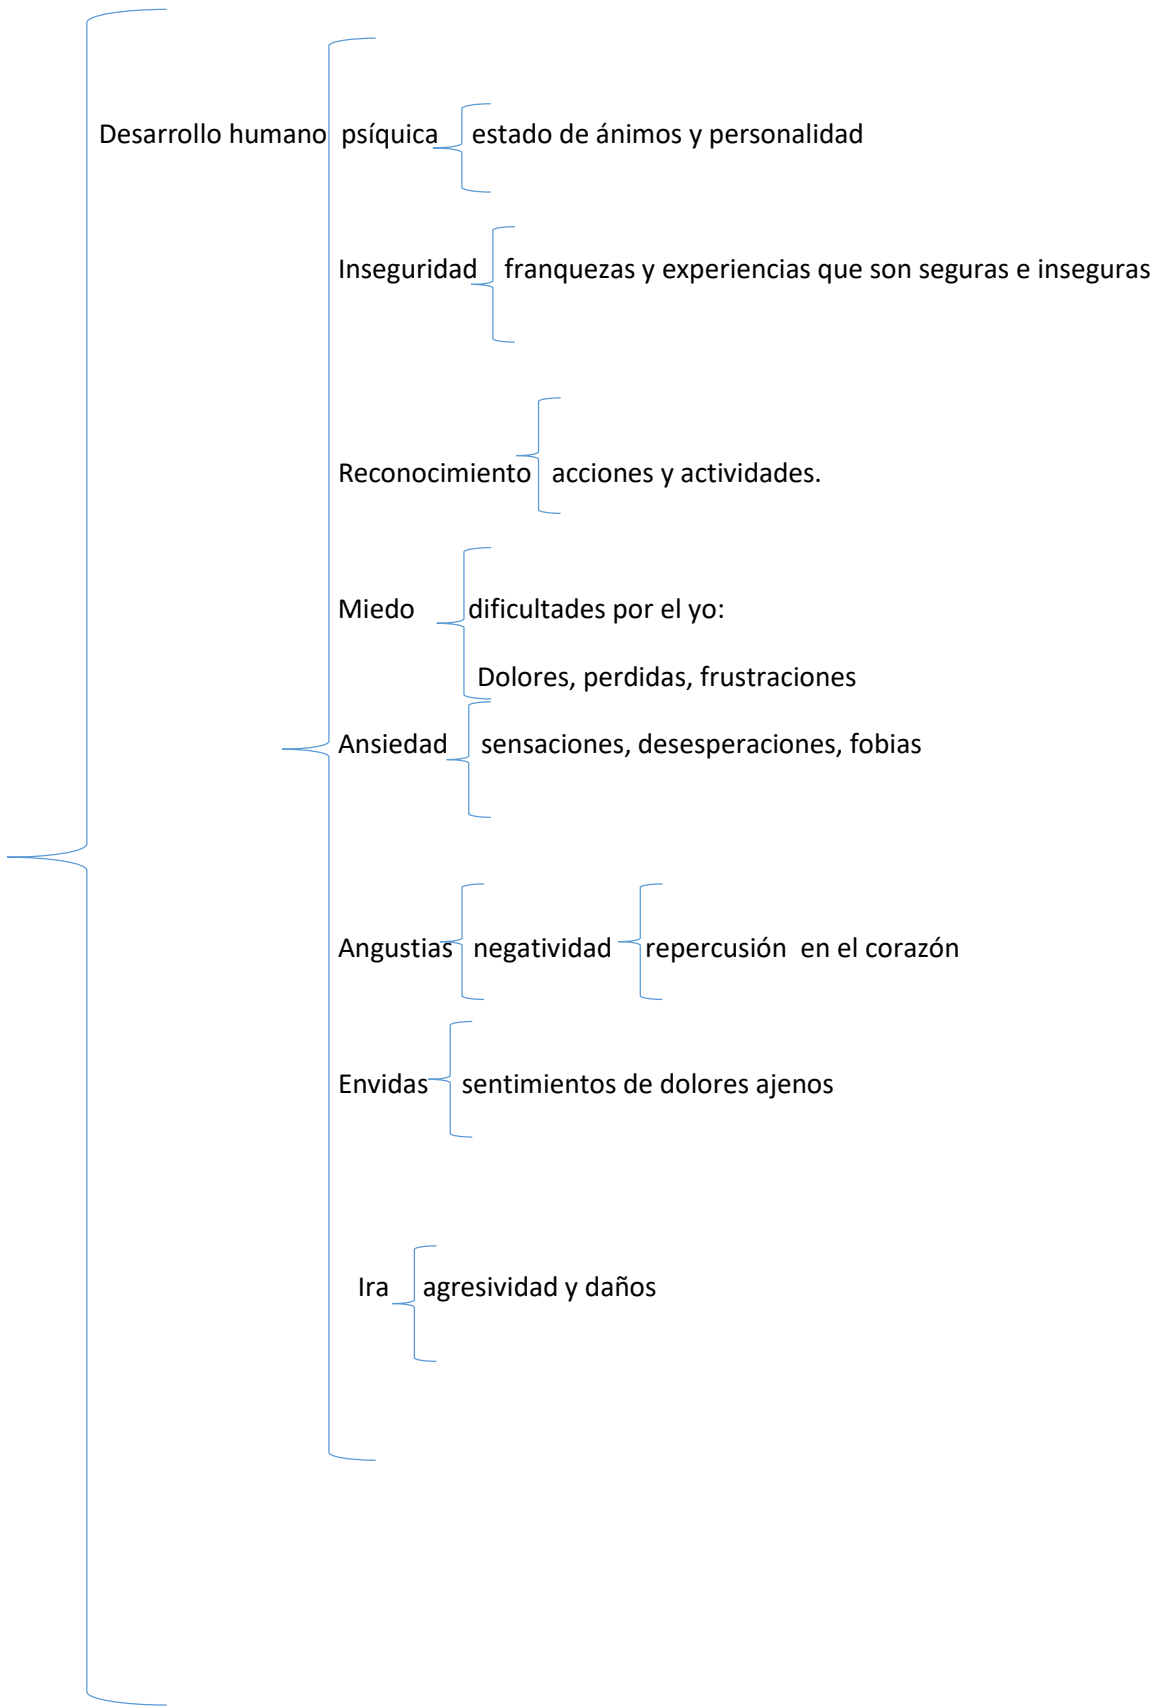 Desarrollo humano psíquica estado de ánimos y personalidad
Inseguridad franquezas y experiencias que son seguras e inseguras
Reconocimiento acciones y actividades.
Miedo dificultades por el yo:
Dolores, perdidas, frustraciones
Ansiedad sensaciones, desesperaciones, fobias
Angustias negatividad repercusión en el corazón
Envidas sentimientos de dolores ajenos
Ira agresividad y daños